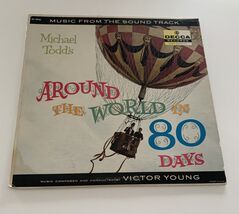 MUSIC FROM THE SOUND TRACK
Michael
Todd's
DECCA
RECORDS
AROUND
THE WORLD IN
80
DAYS
MUSIC COMPOSED AND CONDUCTED BY VICTOR YOUNG